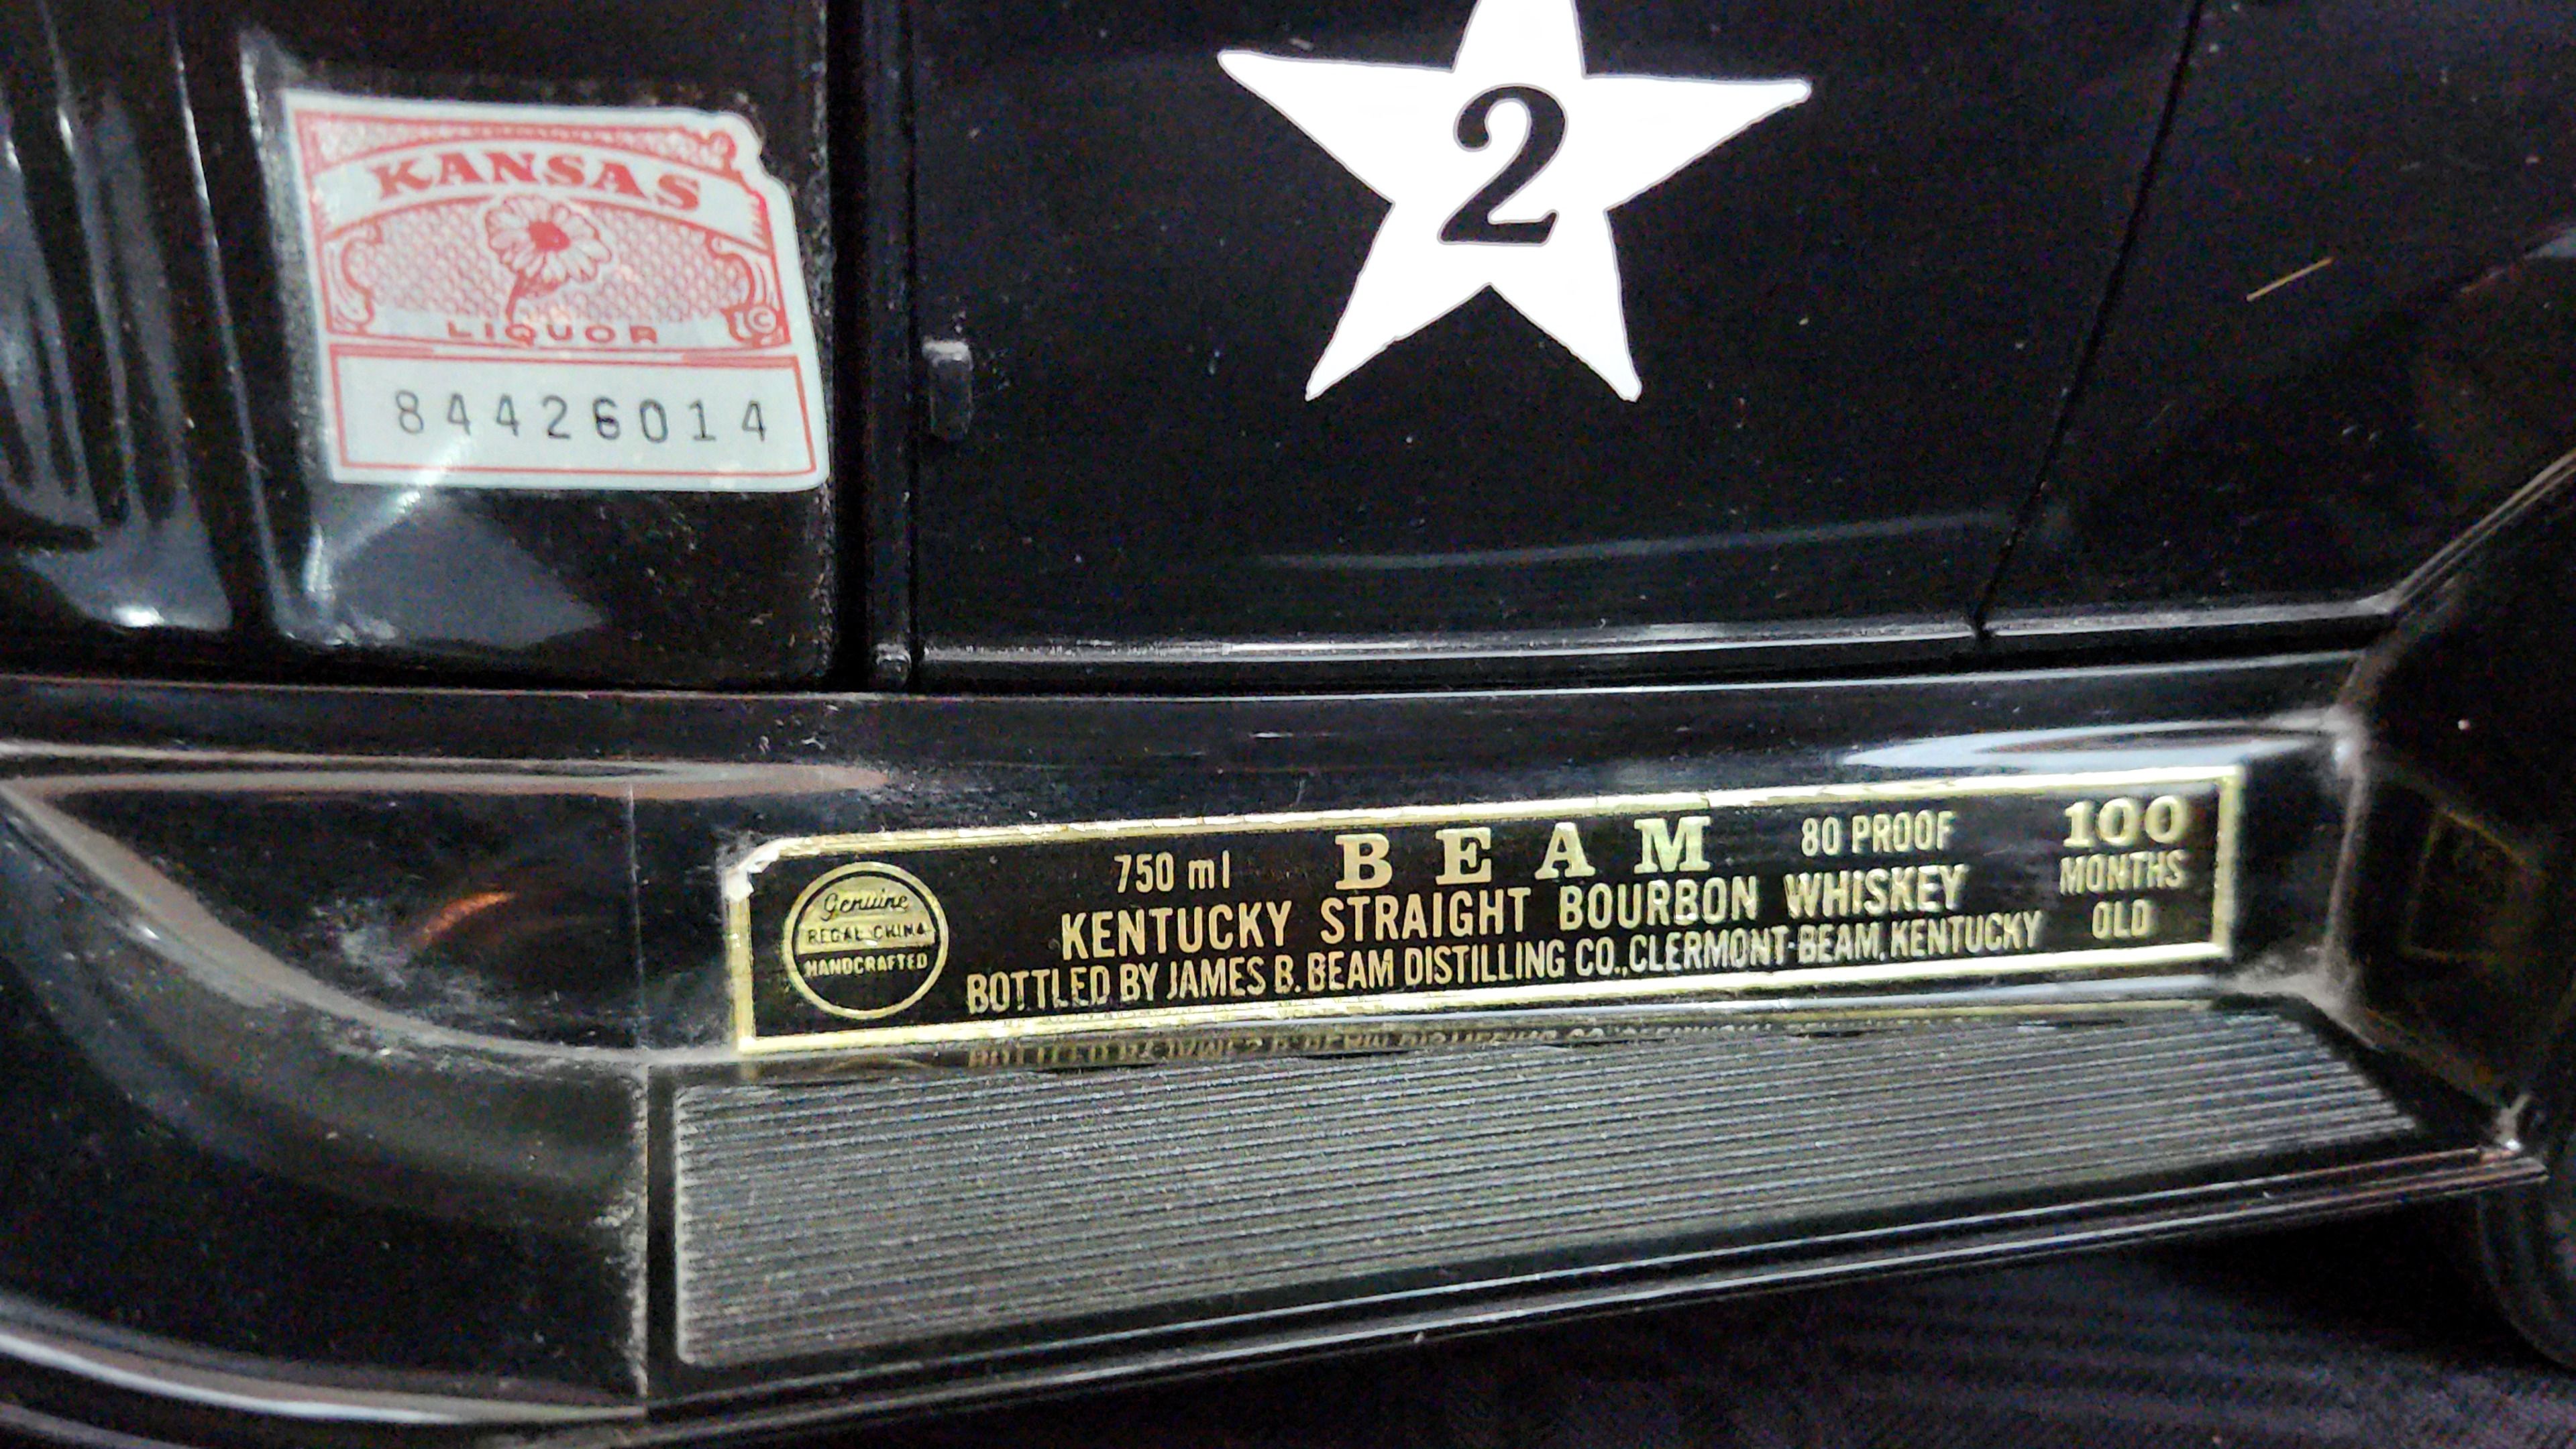 KANSAS
LIQUOR
84426014
2
Genuine
REGAL CHINA
HANDCRAFTED
750 ml
BEAM
80 PROOF
KENTUCKY STRAIGHT BOURBON WHISKEY
BOTTLED BY JAMES B. BEAM DISTILLING CO., CLERMONT-BEAM, KENTUCKY
100
MONTHS
OLD